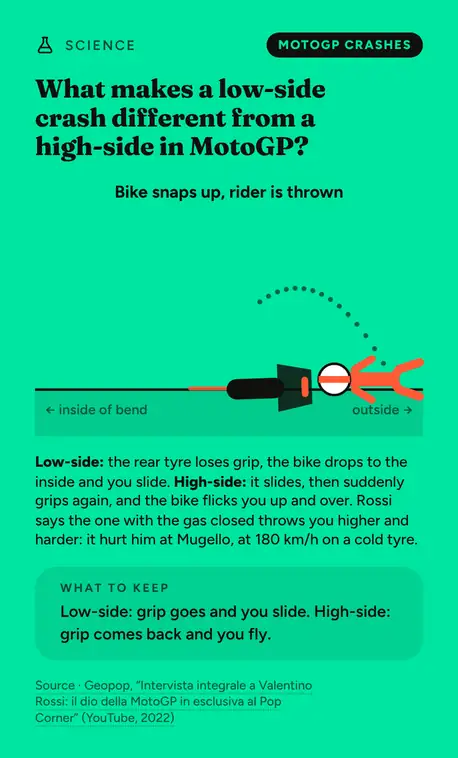 SCIENCE
MOTOGP CRASHES
What makes a low-side
crash different from a
high-side in MotoGP?
Bike snaps up, rider is thrown
← inside of bend
outside →
Low-side: the rear tyre loses grip, the bike drops to the
inside and you slide. High-side: it slides, then suddenly
grips again, and the bike flicks you up and over. Rossi
says the one with the gas closed throws you higher and
harder: it hurt him at Mugello, at 180 km/h on a cold tyre.
WHAT TO KEEP
Low-side: grip goes and you slide. High-side:
grip comes back and you fly.
Source · Geopop, “Intervista integrale a Valentino
Rossi: il dio della MotoGP in esclusiva al Pop
Corner” (YouTube, 2022)